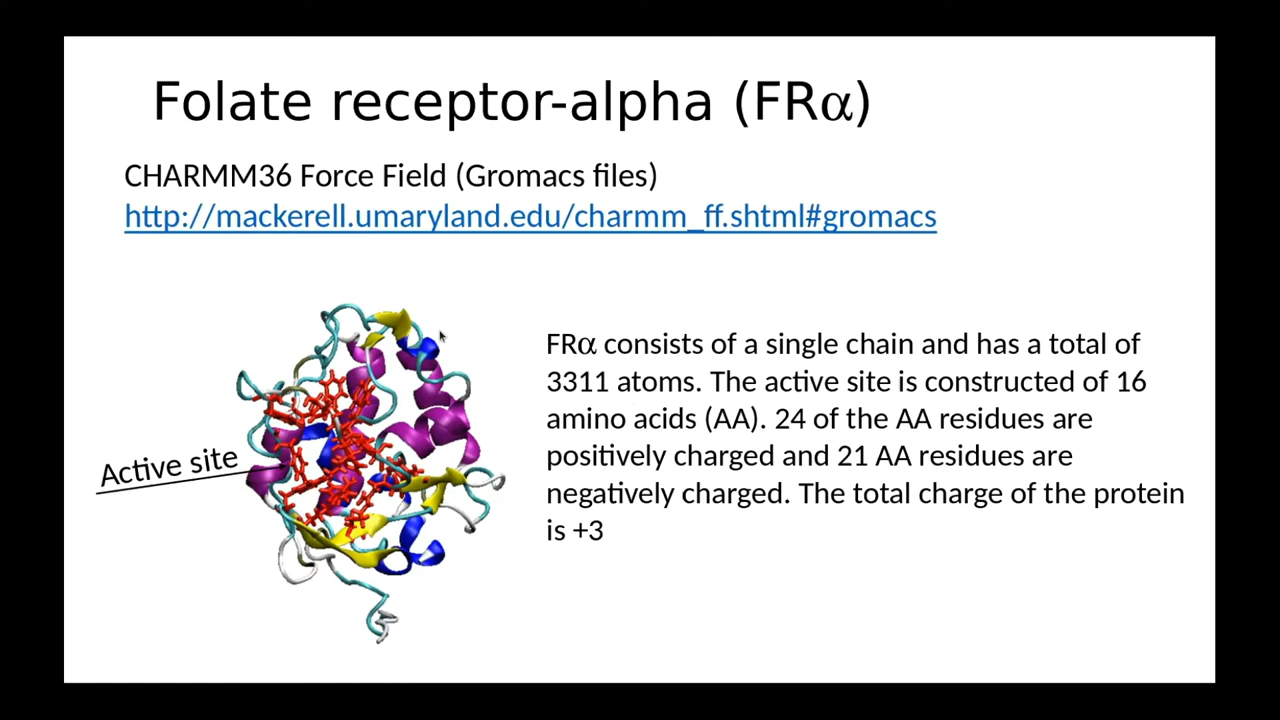 Folate receptor-alpha (FRα)
CHARMM36 Force Field (Gromacs files)
http://mackerell.umaryland.edu/charmm_ff.shtml#gromacs
Active site
FRα consists of a single chain and has a total of
3311 atoms. The active site is constructed of 16
amino acids (AA). 24 of the AA residues are
positively charged and 21 AA residues are
negatively charged. The total charge of the protein
is +3